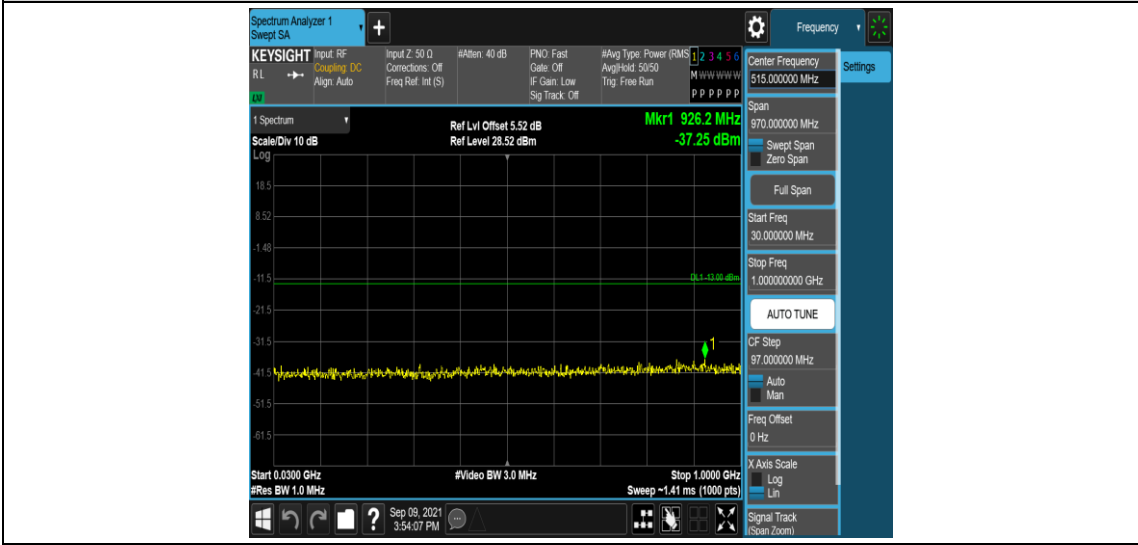 Spectrum Analyzer 1
Swept SA
+
Frequency
KEYSIGHT
RL
LM
Input: RF
Coupling: DC
Align: Auto
Input Z: 50 Ω
Corrections: Off
Freq Ref: Int (S)
#Atten: 40 dB
PNO: Fast
Gate: Off
IF Gain: Low
Sig Track: Off
#Avg Type: Power (RMS
Avg|Hold: 50/50
Trig: Free Run
1 2 3 4 5 6
M W W W W W
P P P P P P
1 Spectrum
Scale/Div 10 dB
Log
Ref Lvl Offset 5.52 dB
Ref Level 28.52 dBm
Mkr1 926.2 MHz
-37.25 dBm
18.5
8.52
-1.48
-11.5
DL1 -13.00 dBm
-21.5
-31.5
1
-41.5
-51.5
-61.5
Start 0.0300 GHz
#Res BW 1.0 MHz
#Video BW 3.0 MHz
Stop 1.0000 GHz
Sweep ~1.41 ms (1000 pts)
?
Sep 09, 2021
3:54:07 PM
Center Frequency
515.000000 MHz
Settings
Span
970.000000 MHz
Swept Span
Zero Span
Full Span
Start Freq
30.000000 MHz
Stop Freq
1.000000000 GHz
AUTO TUNE
CF Step
97.000000 MHz
Auto
Man
Freq Offset
0 Hz
X Axis Scale
Log
Lin
Signal Track
(Span Zoom)